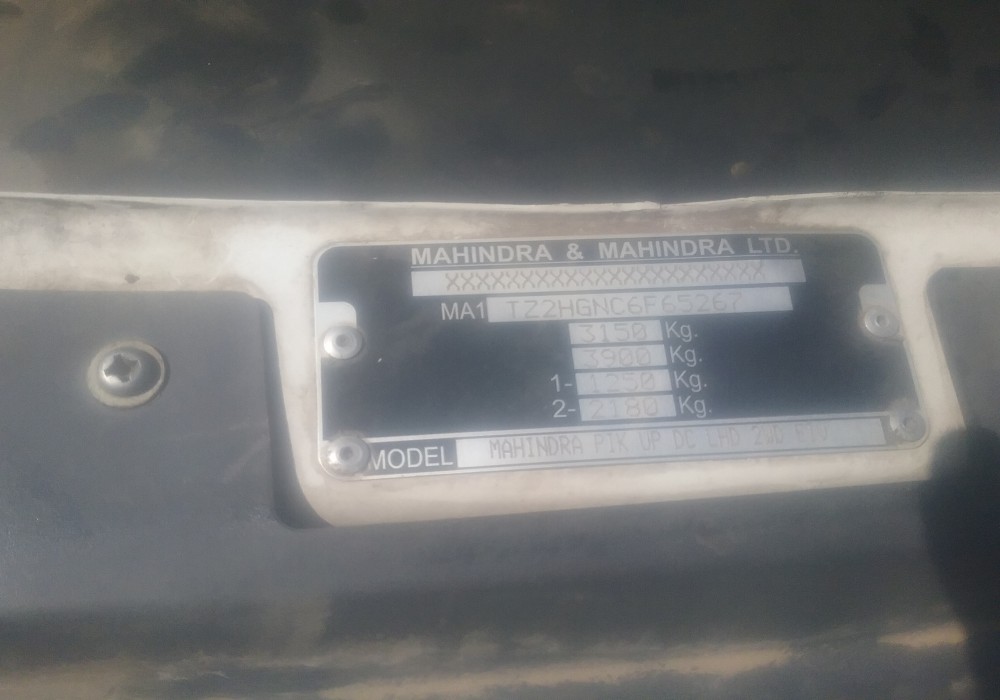 MAHINDRA & MAHINDRA LTD.
XXXXXXXXXXXXXXXXXXXXXXX
MA1 TZ2HGNC6F65267
3150 Kg.
3900 Kg.
1- 1250 Kg.
2- 2180 Kg.
MODEL MAHINDRA PIK UP DC LHD 2WD